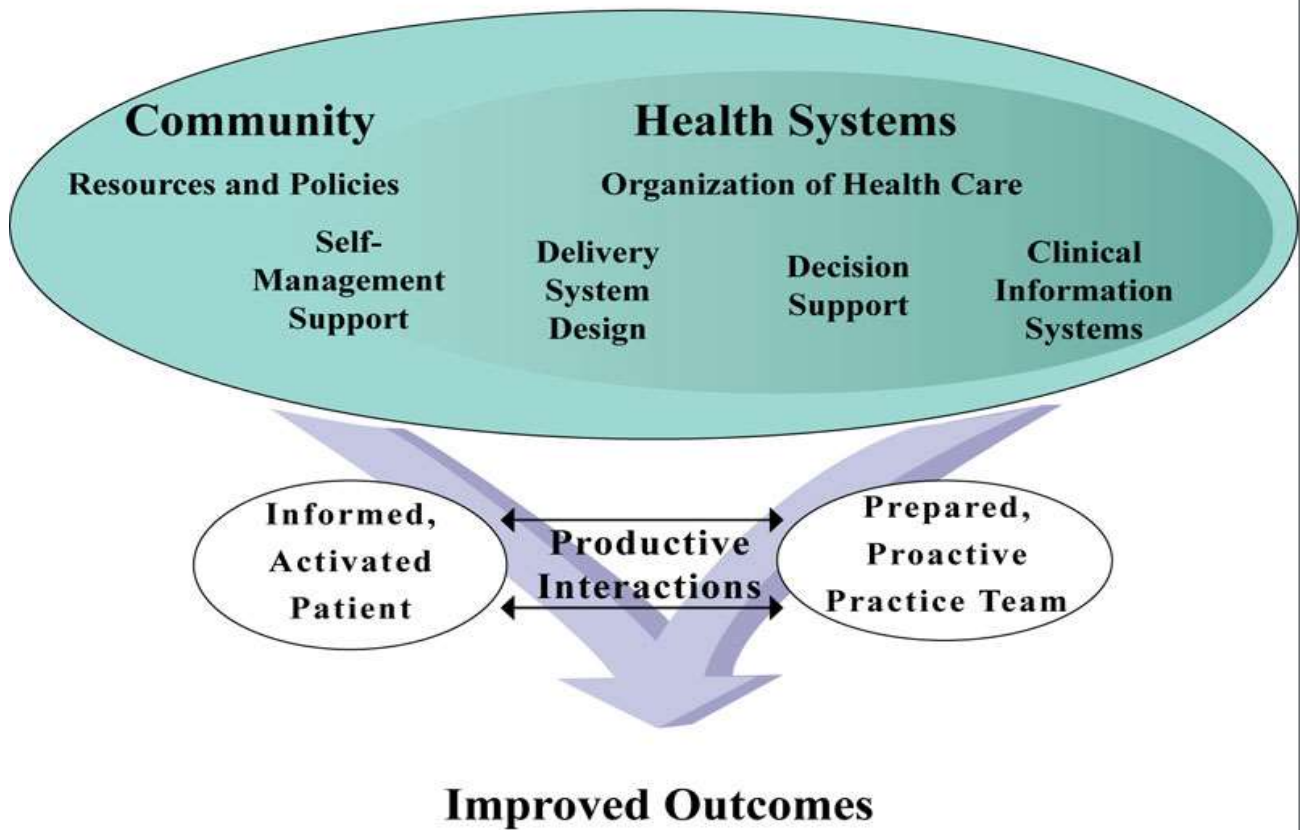 Community
Health Systems
Resources and Policies
Organization of Health Care
Self-
Management
Support
Delivery
System
Design
Decision
Support
Clinical
Information
Systems
Informed,
Activated
Patient
Productive
Interactions
Prepared,
Proactive
Practice Team
Improved Outcomes